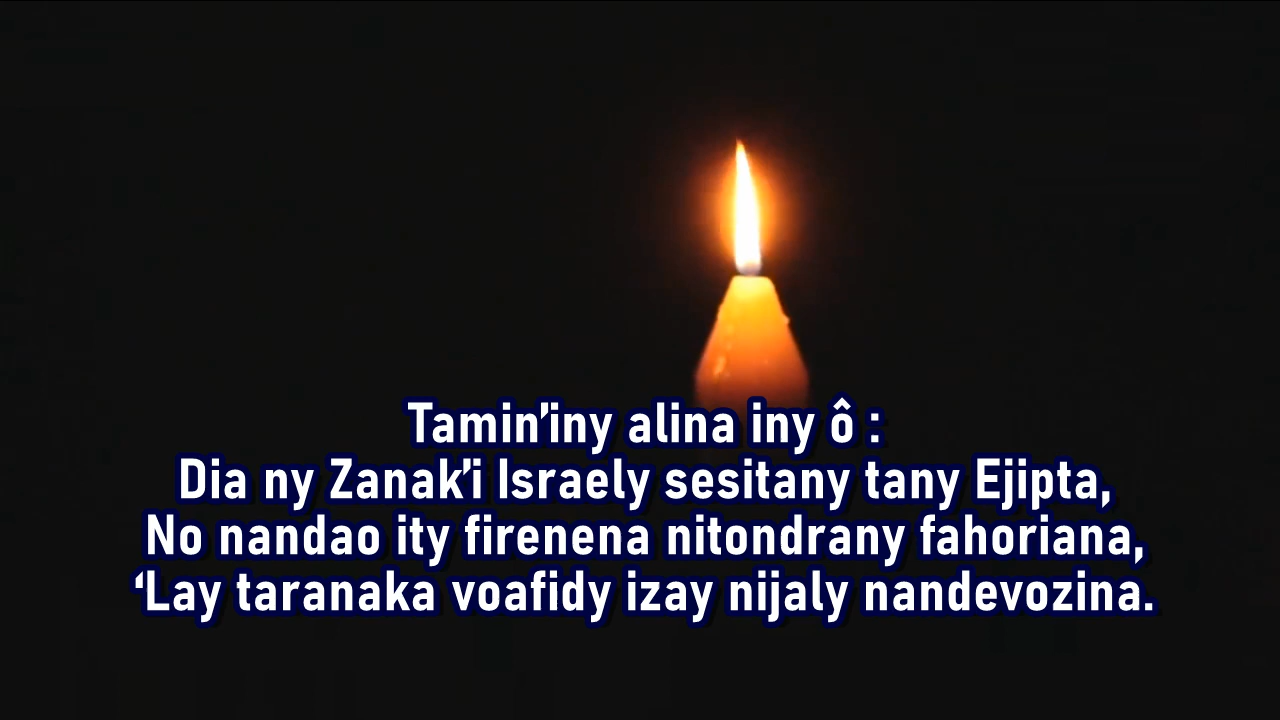 Tamin’iny alina iny ô :
Dia ny Zanak’i Israely sesitany tany Ejipta,
No nandao ity firenena nitondrany fahoriana,
‘Lay taranaka voafidy izay nijaly nandevozina.